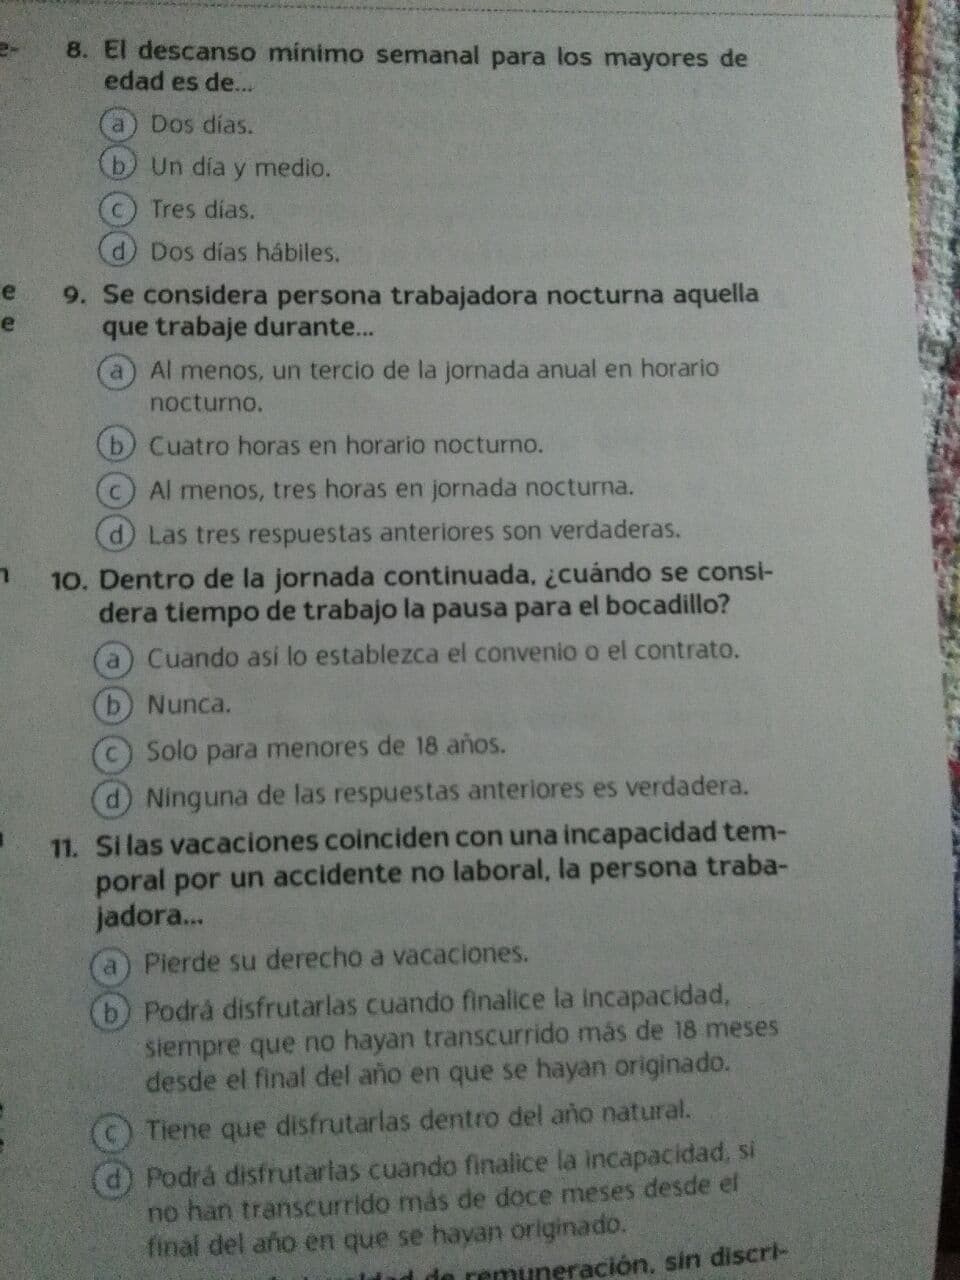 8. El descanso mínimo semanal para los mayores de
edad es de...
a Dos días.
b Un día y medio.
c Tres días.
d Dos días hábiles.
9. Se considera persona trabajadora nocturna aquella
que trabaje durante...
a Al menos, un tercio de la jornada anual en horario
nocturno.
b Cuatro horas en horario nocturno.
c Al menos, tres horas en jornada nocturna.
d Las tres respuestas anteriores son verdaderas.
10. Dentro de la jornada continuada, ¿cuándo se consi-
dera tiempo de trabajo la pausa para el bocadillo?
a Cuando así lo establezca el convenio o el contrato.
b Nunca.
c Solo para menores de 18 años.
d Ninguna de las respuestas anteriores es verdadera.
11. Si las vacaciones coinciden con una incapacidad tem-
poral por un accidente no laboral, la persona traba-
jadora...
a Pierde su derecho a vacaciones.
b Podrá disfrutarlas cuando finalice la incapacidad,
siempre que no hayan transcurrido más de 18 meses
desde el final del año en que se hayan originado.
c Tiene que disfrutarlas dentro del año natural.
d Podrá disfrutarlas cuando finalice la incapacidad, si
no han transcurrido más de doce meses desde el
final del año en que se hayan originado.
de remuneración, sin discri-